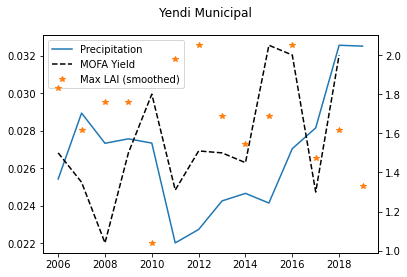 Yendi Municipal
Precipitation
MOFA Yield
Max LAI (smoothed)
0.032
0.030
0.028
0.026
0.024
0.022
2.0
1.8
1.6
1.4
1.2
1.0
2006 2008 2010 2012 2014 2016 2018